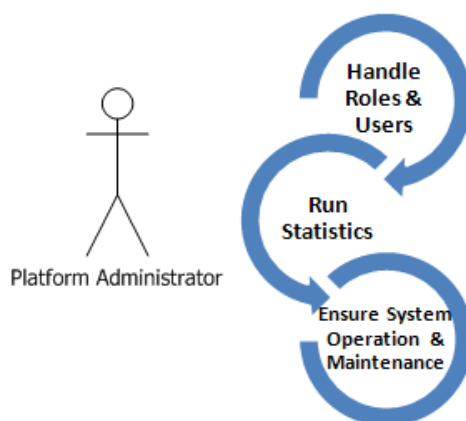 Handle
Roles &
Users
Run
Statistics
Platform Administrator
Ensure System
Operation &
Maintenance